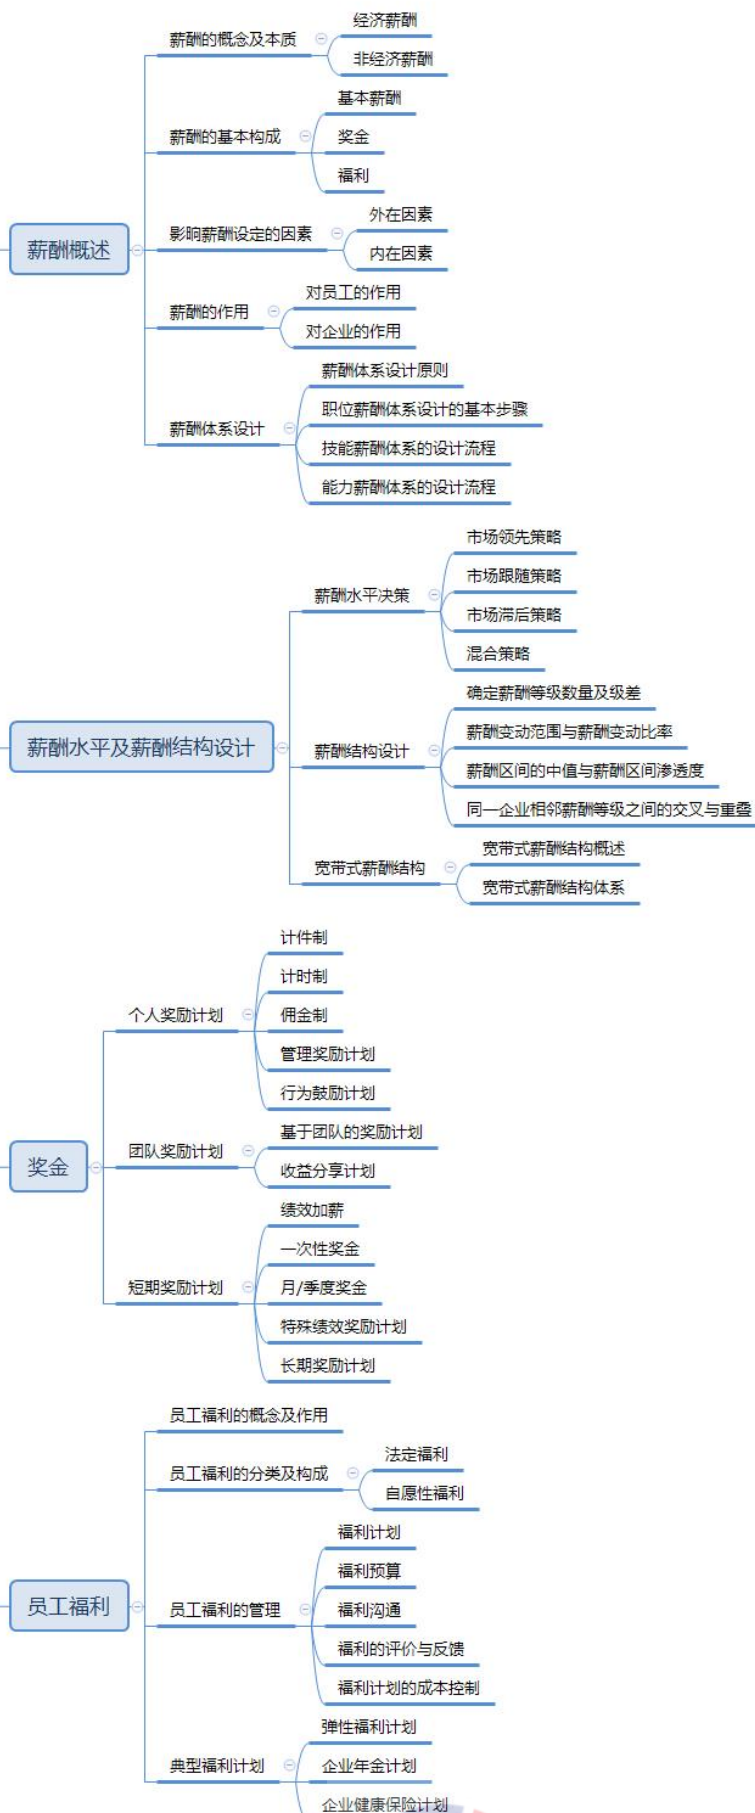 薪酬概述
薪酬的概念及本质
经济薪酬
非经济薪酬
薪酬的基本构成
基本薪酬
奖金
福利
影响薪酬设定的因素
外在因素
内在因素
薪酬的作用
对员工的作用
对企业的作用
薪酬体系设计
薪酬体系设计原则
职位薪酬体系设计的基本步骤
技能薪酬体系的设计流程
能力薪酬体系的设计流程
薪酬水平及薪酬结构设计
薪酬水平决策
市场领先策略
市场跟随策略
市场滞后策略
混合策略
薪酬结构设计
确定薪酬等级数量及级差
薪酬变动范围与薪酬变动比率
薪酬区间的中值与薪酬区间渗透度
同一企业相邻薪酬等级之间的交叉与重叠
宽带式薪酬结构
宽带式薪酬结构概述
宽带式薪酬结构体系
奖金
个人奖励计划
计件制
计时制
佣金制
管理奖励计划
行为鼓励计划
团队奖励计划
基于团队的奖励计划
收益分享计划
短期奖励计划
绩效加薪
一次性奖金
月/季度奖金
特殊绩效奖励计划
长期奖励计划
员工福利
员工福利的概念及作用
员工福利的分类及构成
法定福利
自愿性福利
员工福利的管理
福利计划
福利预算
福利沟通
福利的评价与反馈
福利计划的成本控制
典型福利计划
弹性福利计划
企业年金计划
企业健康保险计划